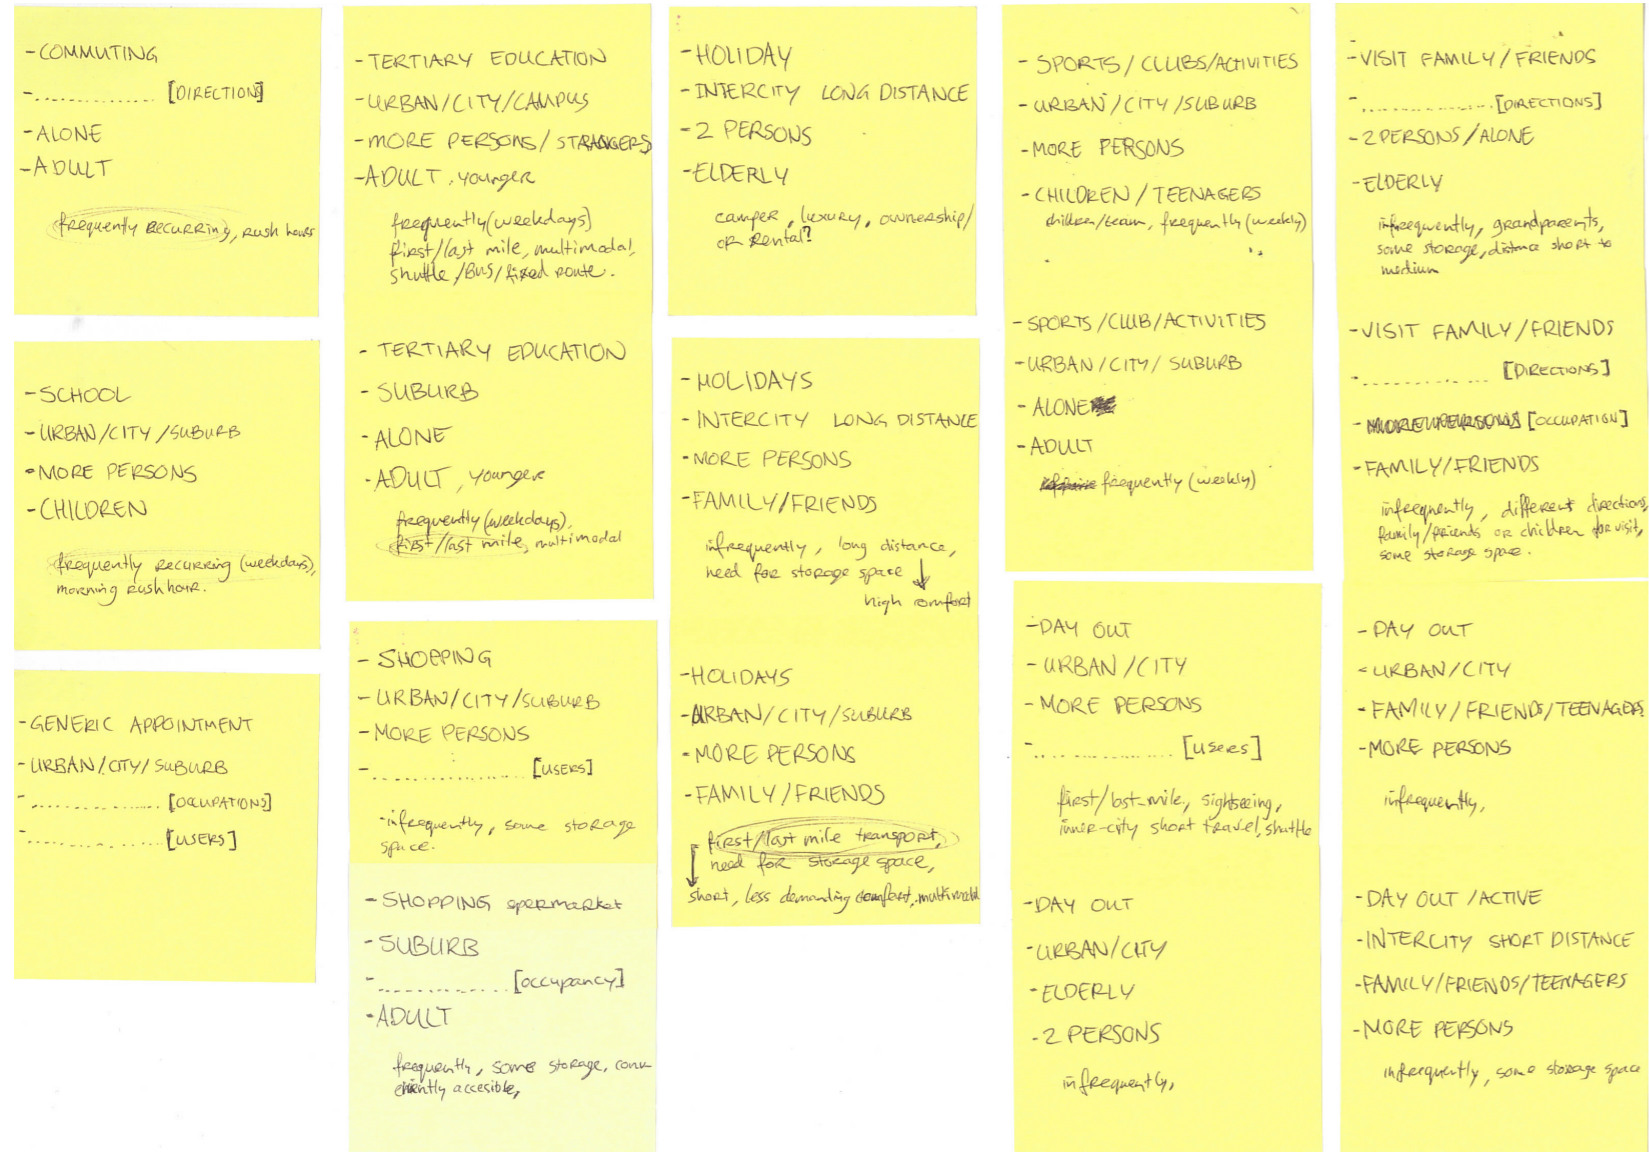 -COMMUTING
-.............. [DIRECTION]
-ALONE
-ADULT
frequently recurring, rush hours
-SCHOOL
-URBAN/CITY/SUBURB
-MORE PERSONS
-CHILDREN
frequently recurring (weekdays),
morning rushhour.
-GENERIC APPOINTMENT
-URBAN/CITY/SUBURB
-............... [OCCUPATIONS]
-............... [USERS]
-TERTIARY EDUCATION
-URBAN/CITY/CAMPUS
-MORE PERSONS/STRANGERS
-ADULT, younger
frequently (weekdays)
first/last mile, multimodal,
shuttle/BUS/fixed route.
-TERTIARY EDUCATION
-SUBURB
-ALONE
-ADULT, younger
frequently (weekdays),
first/last mile, multimodal
-SHOPPING
-URBAN/CITY/SUBURB
-MORE PERSONS
-................. [USERS]
-infrequently, some storage
space.
-SHOPPING spermarket
-SUBURB
-............. [occupancy]
-ADULT
frequently, some storage, conv
eniently accesible,
-HOLIDAY
-INTERCITY LONG DISTANCE
-2 PERSONS
-ELDERLY
camper, luxury, ownership/
or Rental?
-HOLIDAYS
-INTERCITY LONG DISTANCE
-MORE PERSONS
-FAMILY/FRIENDS
infrequently, long distance,
need for storage space
high comfort
-HOLIDAYS
-URBAN/CITY/SUBURB
-MORE PERSONS
-FAMILY/FRIENDS
first/last mile transport,
need for storage space,
short, less demanding comfort, multimodal
-SPORTS/CLUBS/ACTIVITIES
-URBAN/CITY/SUBURB
-MORE PERSONS
-CHILDREN/TEENAGERS
children/team, frequently (weekly)
-SPORTS/CLUB/ACTIVITIES
-URBAN/CITY/SUBURB
-ALONE
-ADULT
frequently (weekly)
-DAY OUT
-URBAN/CITY
-MORE PERSONS
-................ [users]
first/last-mile, sightseeing,
inner-city short travel, shuttle
-DAY OUT
-URBAN/CITY
-ELDERLY
-2 PERSONS
infrequently,
-VISIT FAMILY/FRIENDS
-............... [DIRECTIONS]
-2PERSONS/ALONE
-ELDERLY
infrequently, grandparents,
some storage, distance short to
medium
-VISIT FAMILY/FRIENDS
-............. [DIRECTIONS]
-MORE PERSONS [OCCUPATION]
-FAMILY/FRIENDS
infrequently, different directions,
family/friends or children for visit,
some storage space.
-DAY OUT
-URBAN/CITY
-FAMILY/FRIENDS/TEENAGERS
-MORE PERSONS
infrequently,
-DAY OUT/ACTIVE
-INTERCITY SHORT DISTANCE
-FAMILY/FRIENDS/TEENAGERS
-MORE PERSONS
infrequently, some storage space